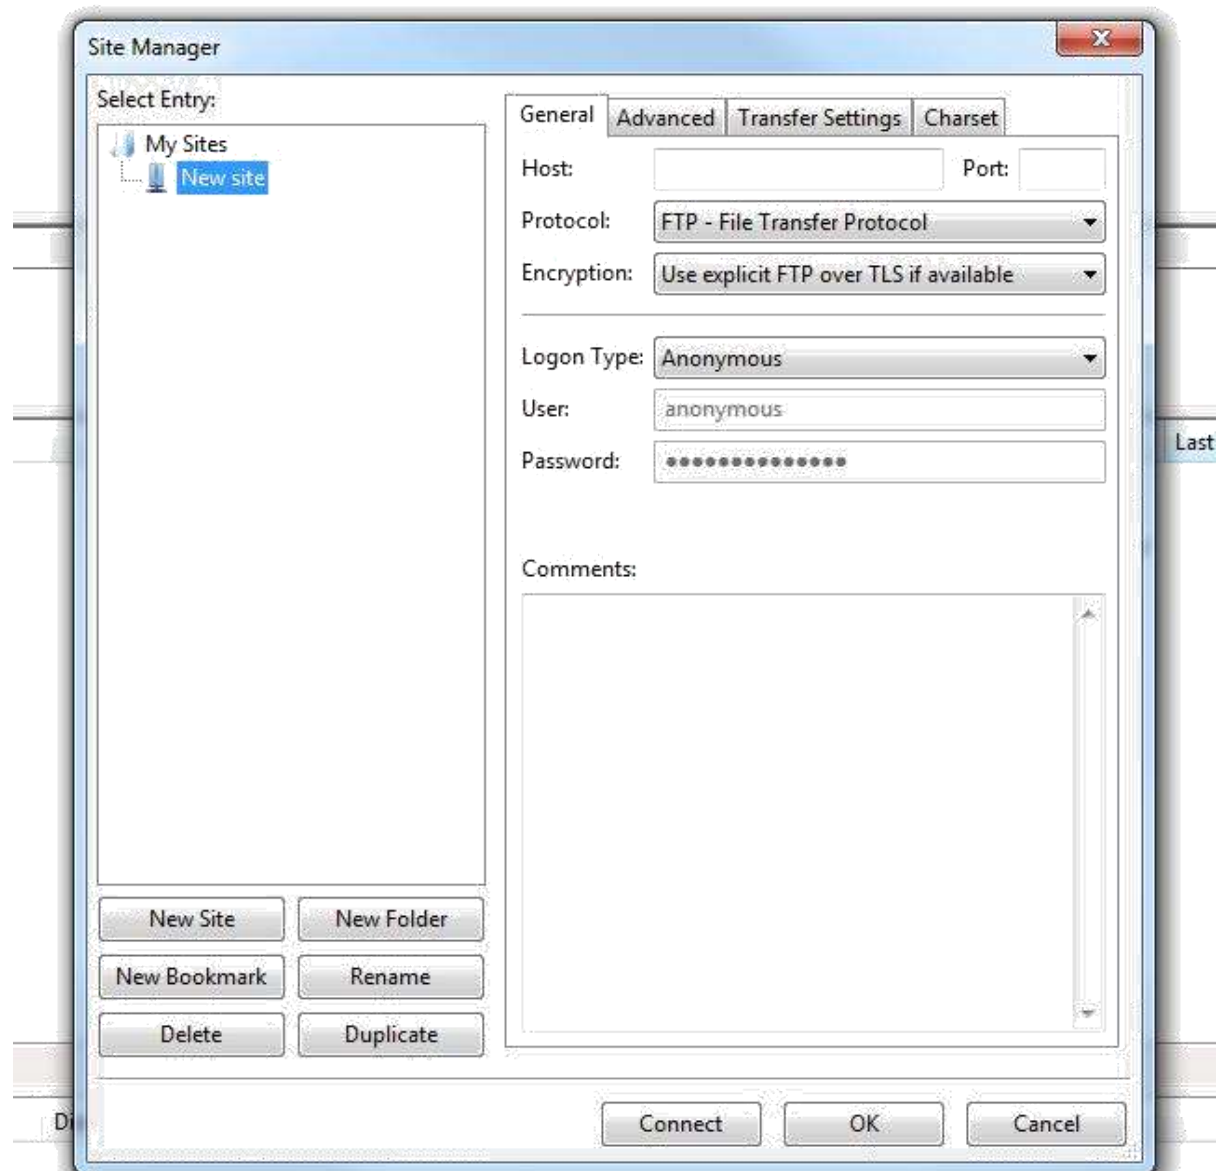 Site Manager
Select Entry:
My Sites
New site
New Site
New Folder
New Bookmark
Rename
Delete
Duplicate
General
Advanced
Transfer Settings
Charset
Host:
Port:
Protocol:
FTP - File Transfer Protocol
Encryption:
Use explicit FTP over TLS if available
Logon Type:
Anonymous
User:
anonymous
Password:
●●●●●●●●●●●●●●
Comments:
Connect
OK
Cancel
Last
Di